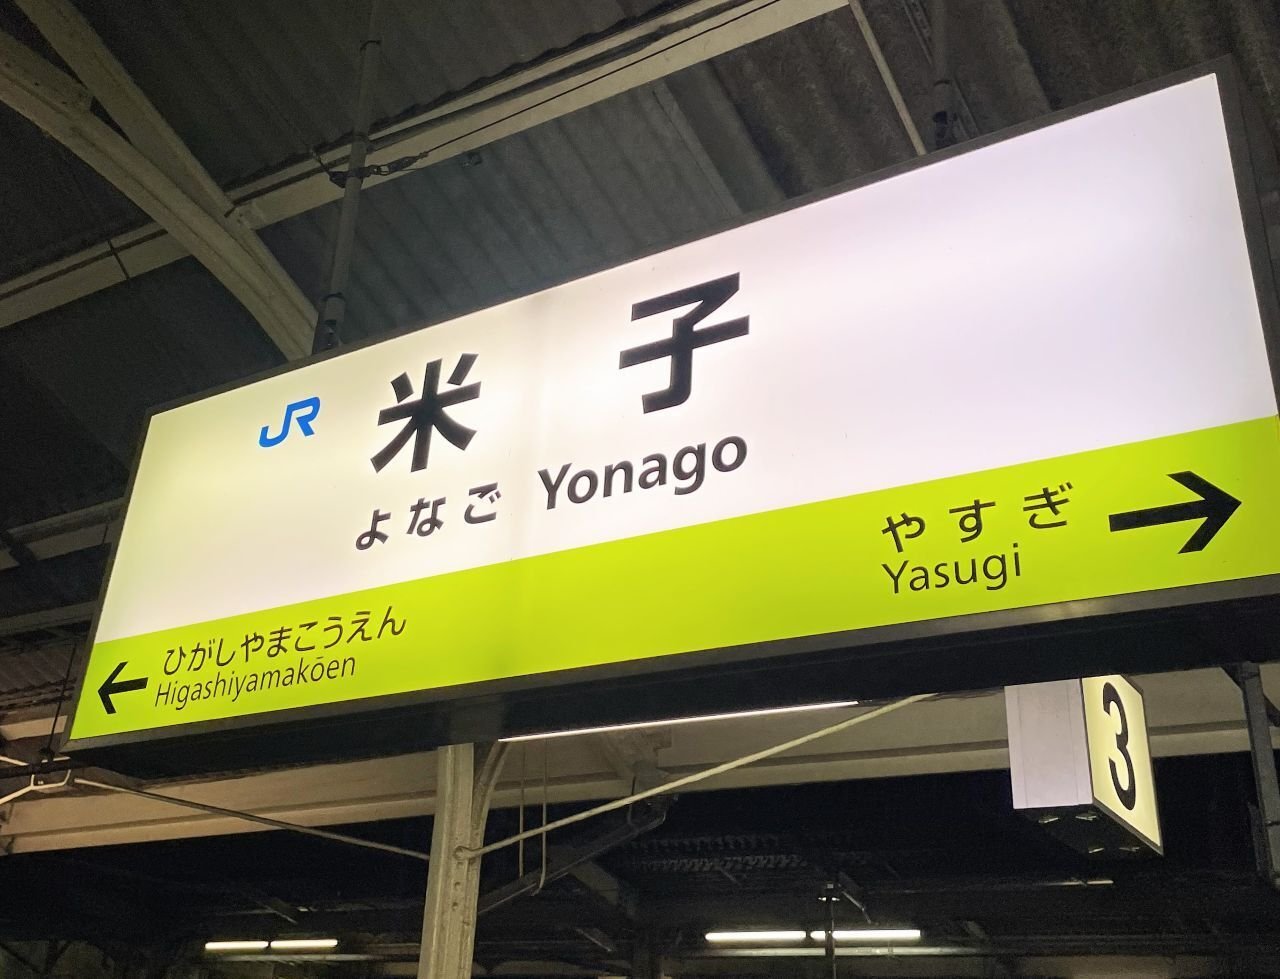 JR 米子
よなご Yonago
やすぎ →
Yasugi
ひがしやまこうえん
← Higashiyamakōen
3